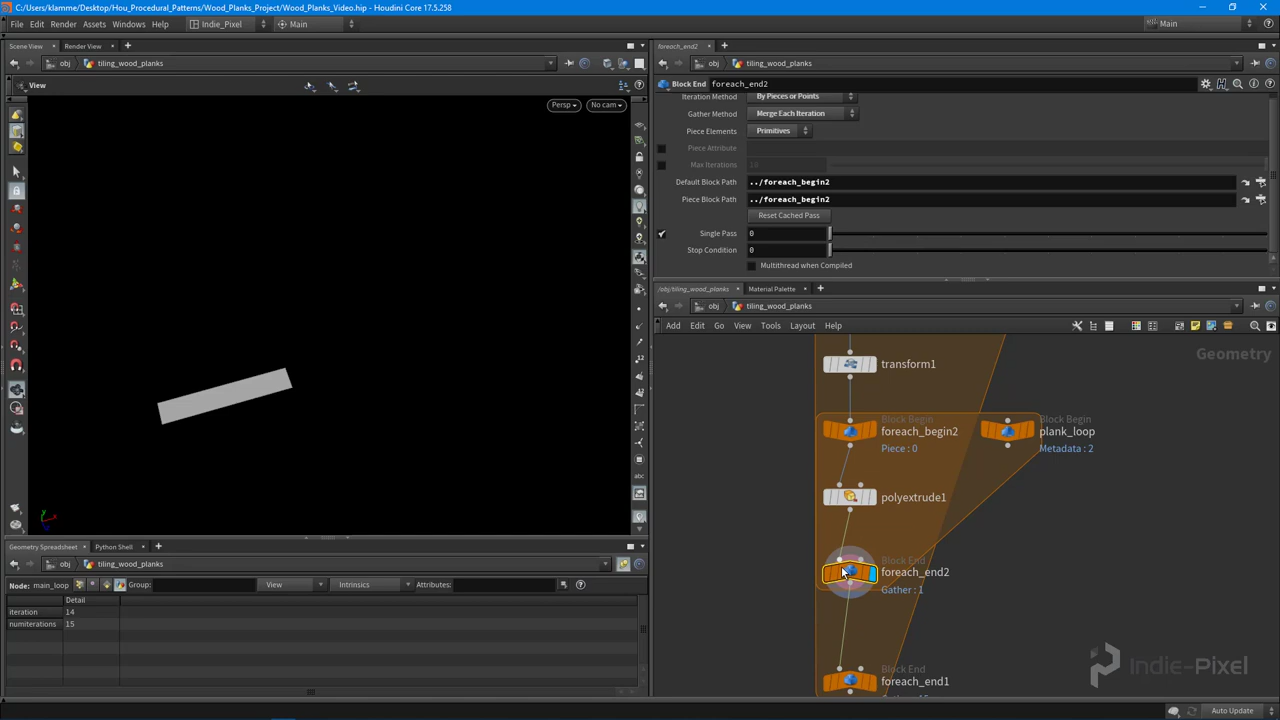 C:/Users/klamme/Desktop/Hou_Procedural_Patterns/Wood_Planks_Project/Wood_Planks_Video.hip - Houdini Core 17.5.258
File Edit Render Assets Windows Help Indie_Pixel Main Main
Scene View Render View
obj tiling_wood_planks
View
Persp No cam
abc
Geometry Spreadsheet Python Shell
obj tiling_wood_planks
Node: main_loop Group: View Intrinsics Attributes:
Detail
iteration 14
numiterations 15
foreach_end2
obj tiling_wood_planks
Block End foreach_end2
Iteration Method By Pieces or Points
Gather Method Merge Each Iteration
Piece Elements Primitives
Piece Attribute
Max Iterations 10
Default Block Path ../foreach_begin2
Piece Block Path ../foreach_begin2
Reset Cached Pass
Single Pass 0
Stop Condition 0
Multithread when Compiled
/obj/tiling_wood_planks Material Palette
obj tiling_wood_planks
Add Edit Go View Tools Layout Help
Geometry
transform1
Block Begin
foreach_begin2
Piece : 0
Block Begin
plank_loop
Metadata : 2
polyextrude1
Block End
foreach_end2
Gather : 1
Block End
foreach_end1
Indie-Pixel
Auto Update